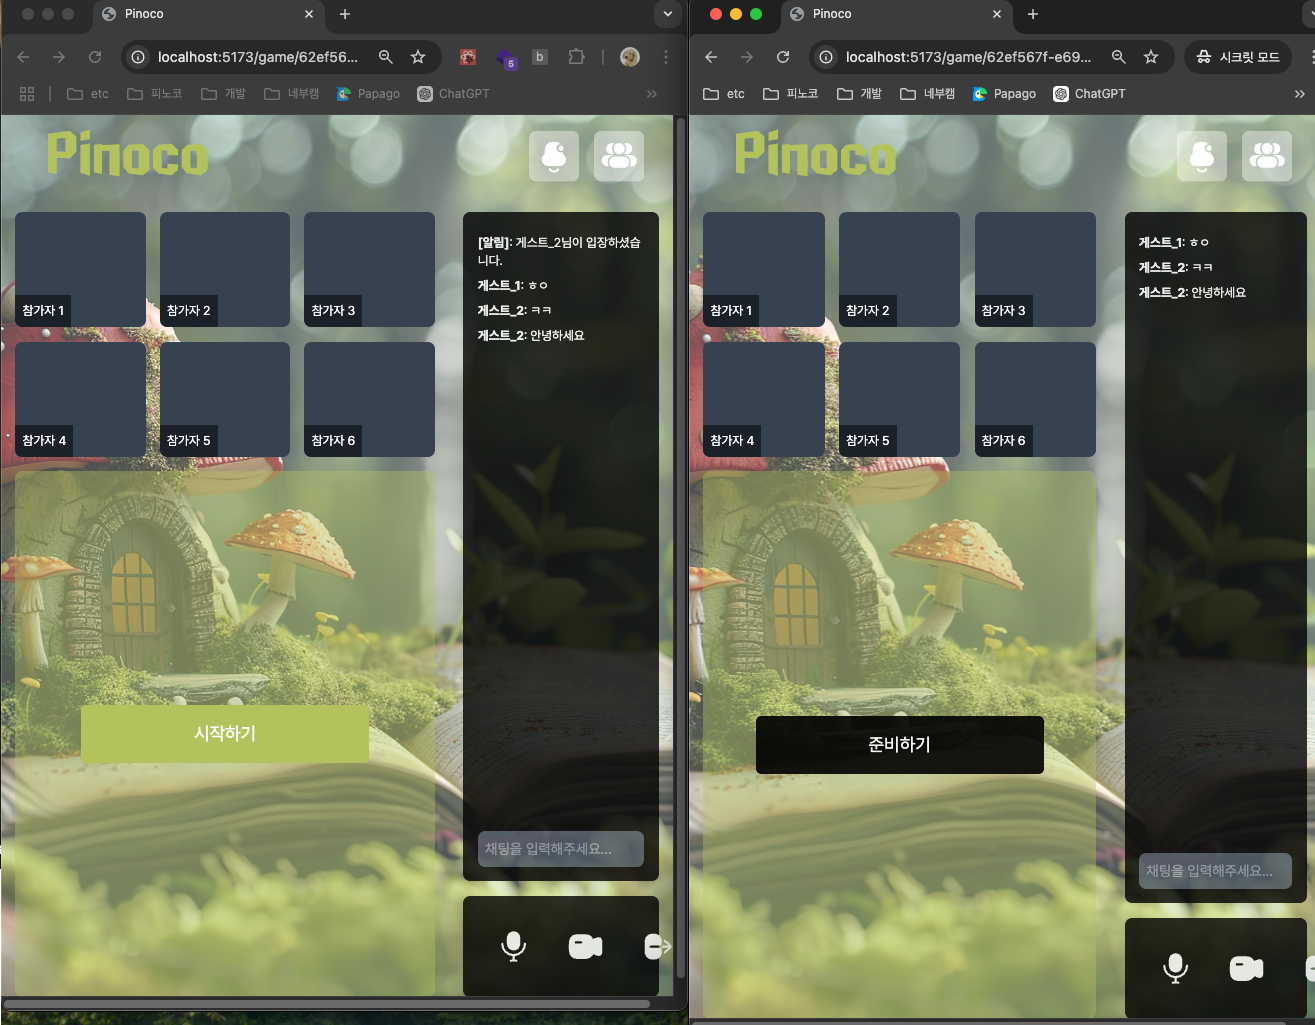 Pinoco
localhost:5173/game/62ef56...
5
b
etc
피노코
개발
네부캠
Papago
ChatGPT
Pinoco
참가자 1
참가자 2
참가자 3
참가자 4
참가자 5
참가자 6
[알림]: 게스트_2님이 입장하셨습
니다.
게스트_1: ㅎㅇ
게스트_2: ㅋㅋ
게스트_2: 안녕하세요
시작하기
채팅을 입력해주세요...
Pinoco
localhost:5173/game/62ef567f-e69...
시크릿 모드
etc
피노코
개발
네부캠
Papago
ChatGPT
Pinoco
참가자 1
참가자 2
참가자 3
참가자 4
참가자 5
참가자 6
게스트_1: ㅎㅇ
게스트_2: ㅋㅋ
게스트_2: 안녕하세요
준비하기
채팅을 입력해주세요...